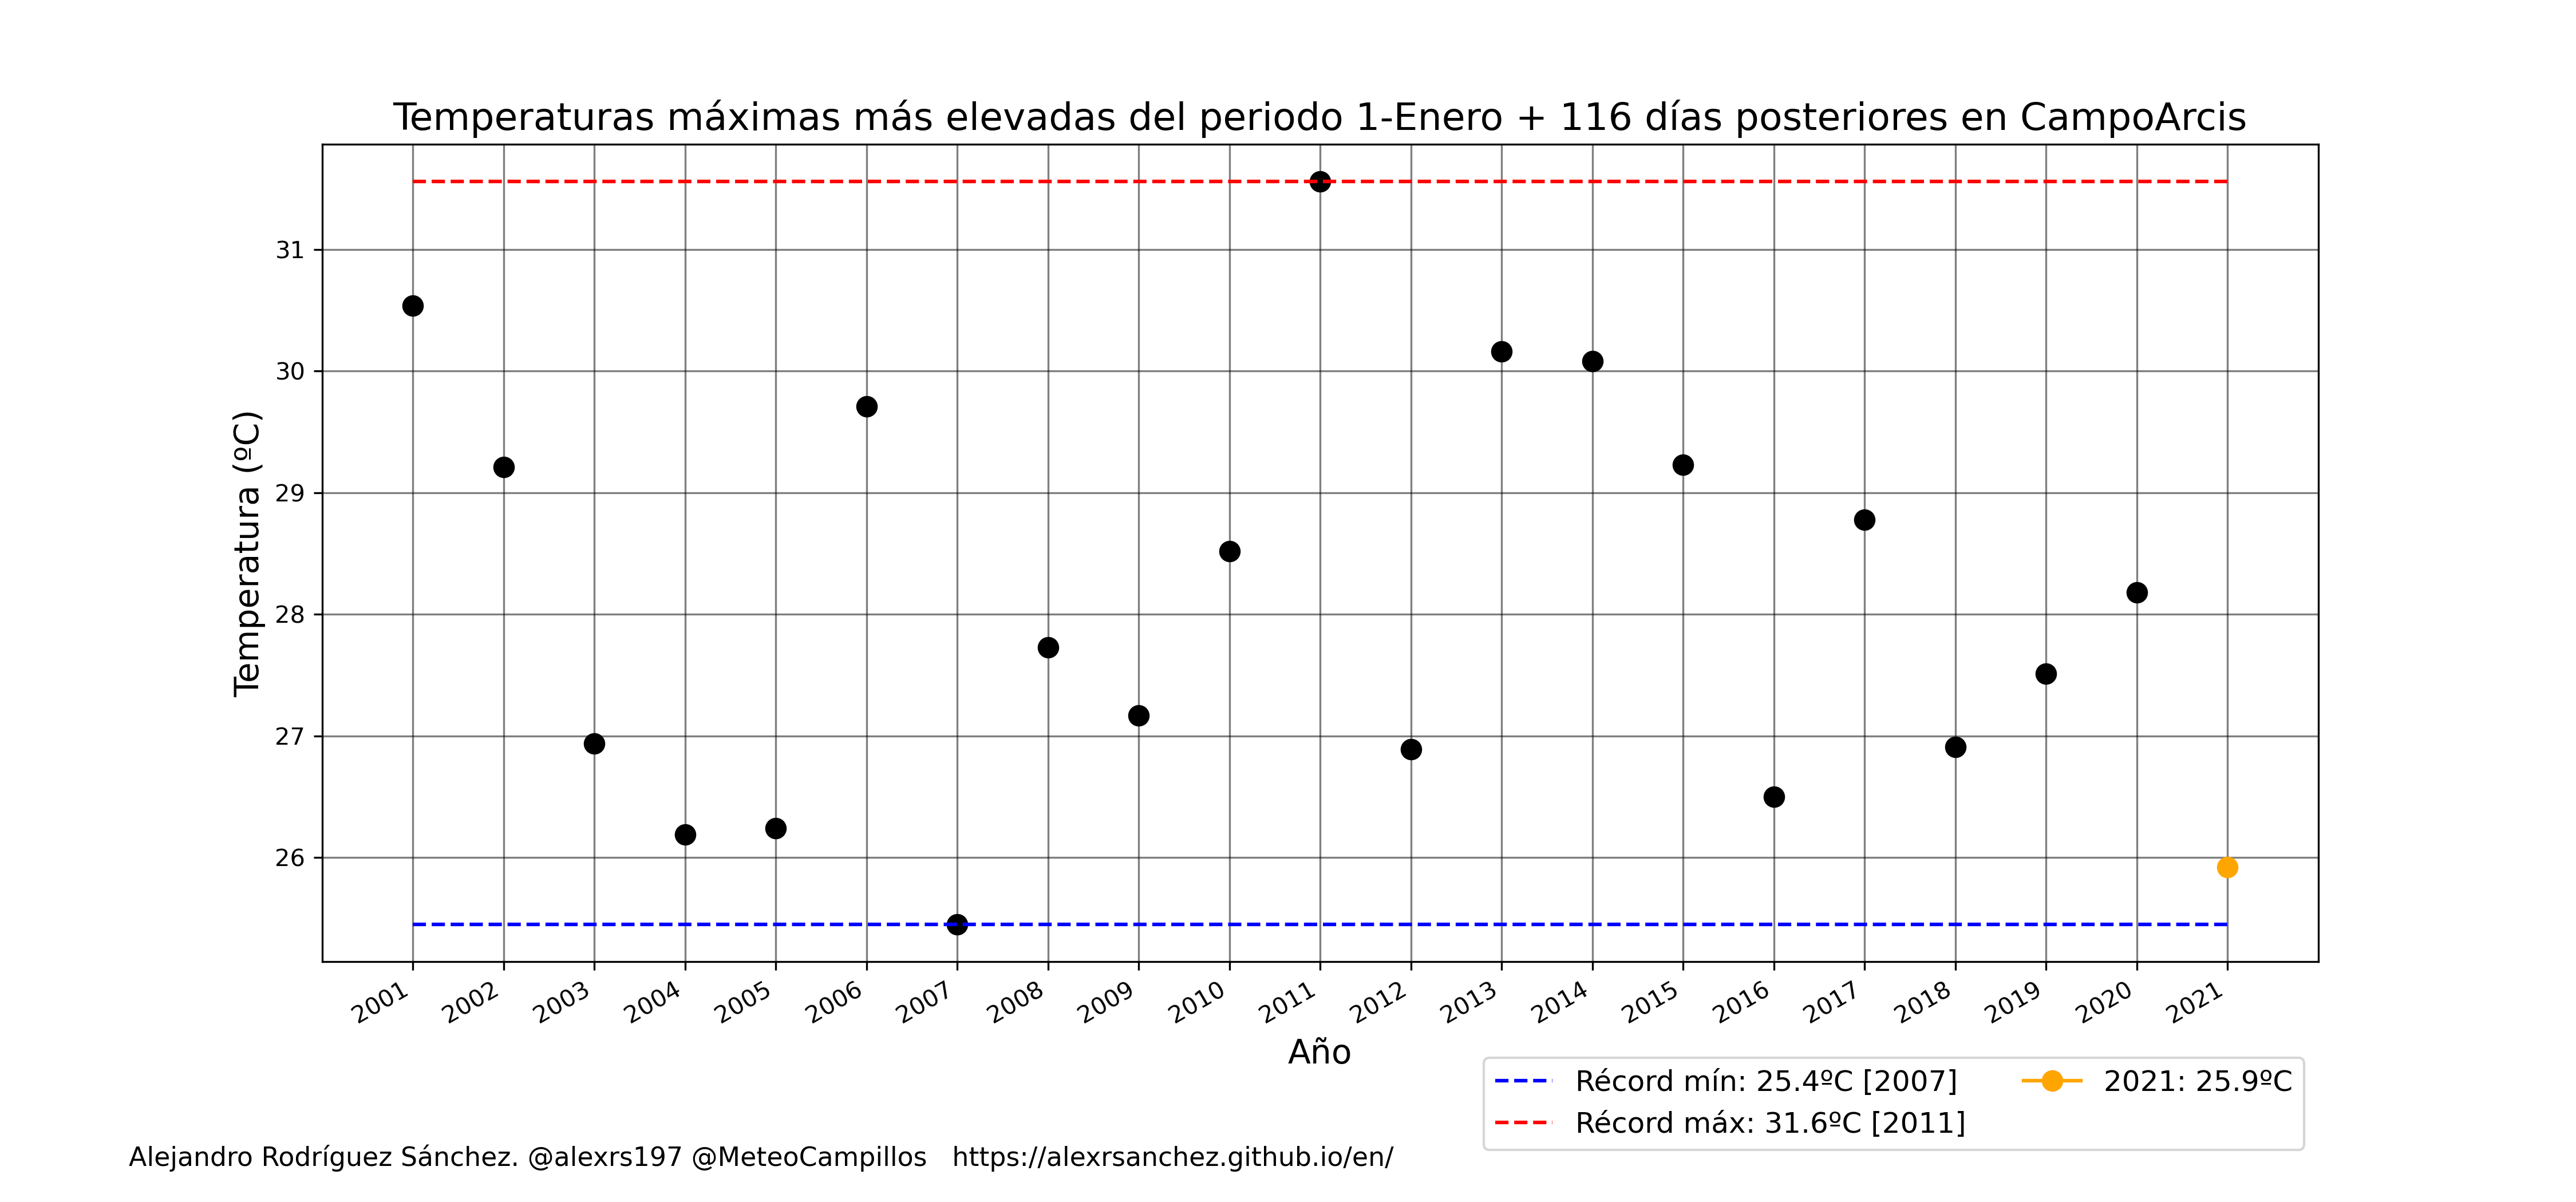 Temperaturas máximas más elevadas del periodo 1-Enero + 116 días posteriores en CampoArcis
Temperatura (ºC)
31
30
29
28
27
26
2001 2002 2003 2004 2005 2006 2007 2008 2009 2010 2011 2012 2013 2014 2015 2016 2017 2018 2019 2020 2021
Año
Récord mín: 25.4ºC [2007]
Récord máx: 31.6ºC [2011]
2021: 25.9ºC
Alejandro Rodríguez Sánchez. @alexrs197 @MeteoCampillos https://alexrsanchez.github.io/en/